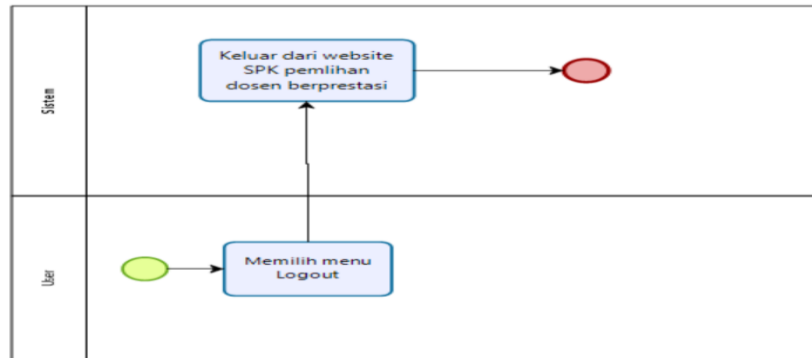 Sistem
Keluar dari website
SPK pemlihan
dosen berprestasi
User
Memilih menu
Logout